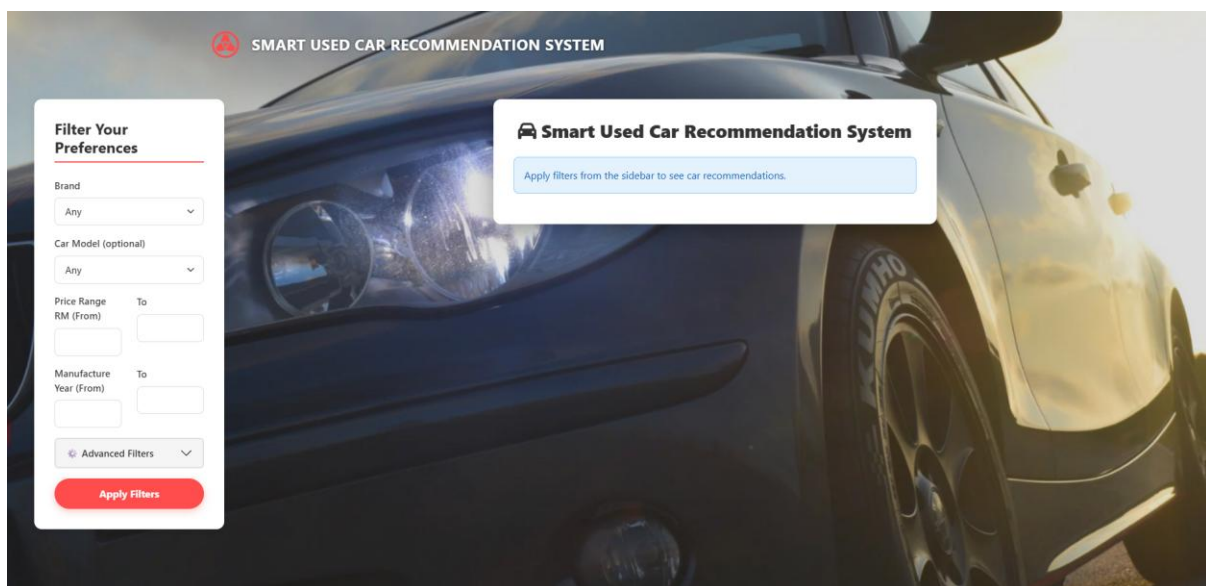 SMART USED CAR RECOMMENDATION SYSTEM
Filter Your
Preferences
Brand
Any
Car Model (optional)
Any
Price Range
RM (From)
To
Manufacture
Year (From)
To
Advanced Filters
Apply Filters
Smart Used Car Recommendation System
Apply filters from the sidebar to see car recommendations.
KUMHO